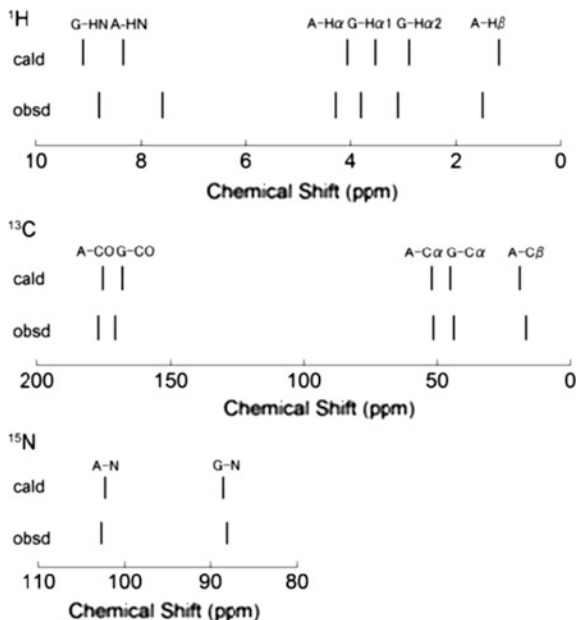 ¹H
G-HN A-HN A-Hα G-Hα1 G-Hα2 A-Hβ
cald
obsd
10 8 6 4 2 0
Chemical Shift (ppm)
¹³C
A-CO G-CO A-Cα G-Cα A-Cβ
cald
obsd
200 150 100 50 0
Chemical Shift (ppm)
¹⁵N
A-N G-N
cald
obsd
110 100 90 80
Chemical Shift (ppm)